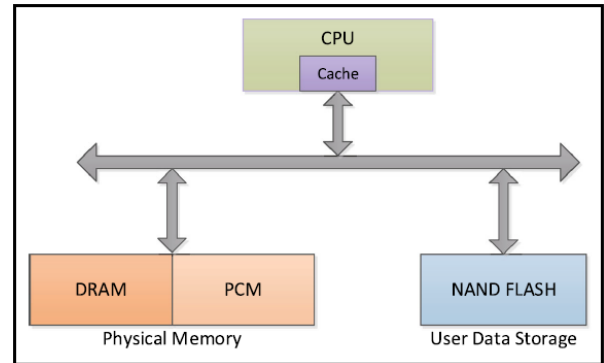 CPU
Cache
DRAM PCM NAND FLASH
Physical Memory User Data Storage